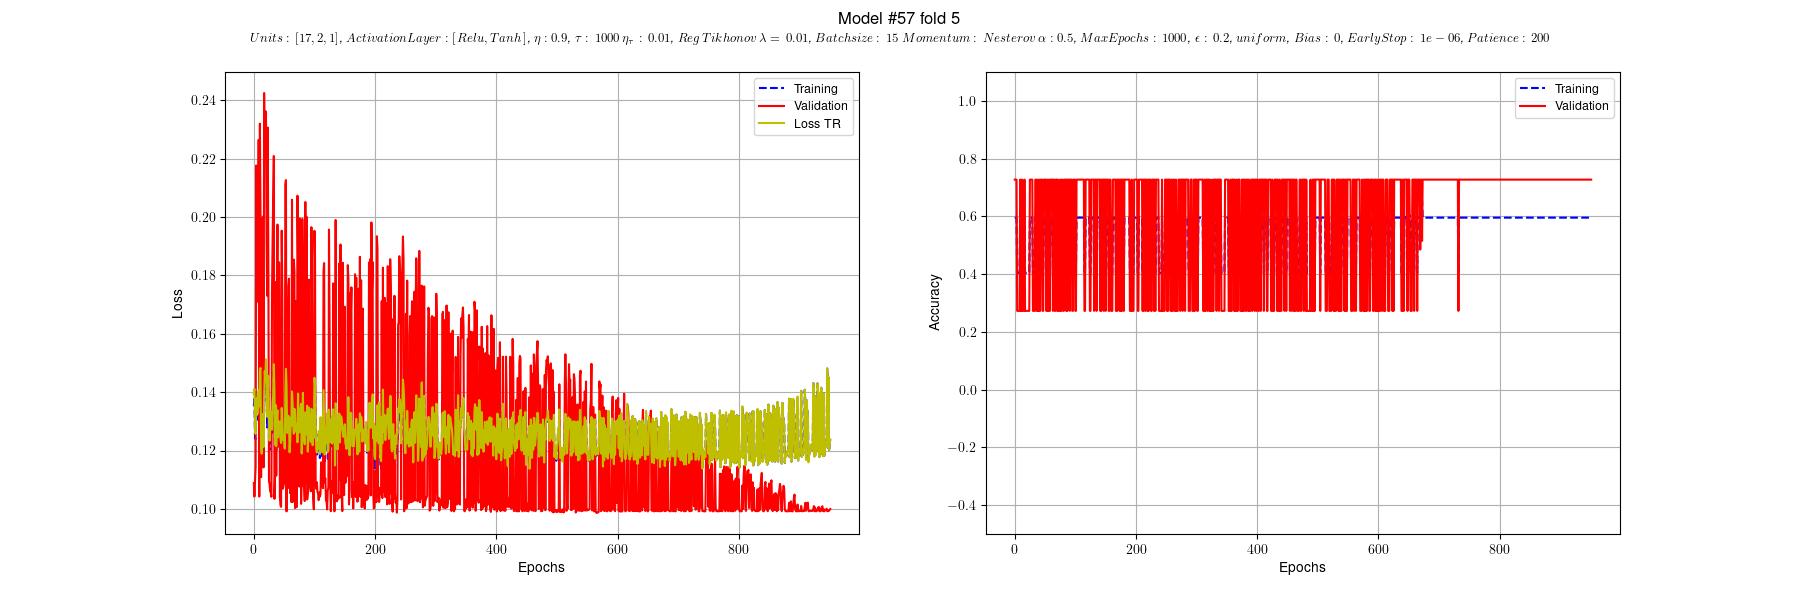 Model #57 fold 5
Units : [17, 2, 1], ActivationLayer : [Relu, Tanh], η : 0.9, τ : 1000 ητ : 0.01, Reg Tikhonov λ = 0.01, Batchsize : 15 Momentum : Nesterov α : 0.5, MaxEpochs : 1000, ϵ : 0.2, uniform, Bias : 0, EarlyStop : 1e − 06, Patience : 200
Loss
0.24
0.22
0.20
0.18
0.16
0.14
0.12
0.10
Training
Validation
Loss TR
0 200 400 600 800
Epochs
Accuracy
1.0
0.8
0.6
0.4
0.2
0.0
−0.2
−0.4
Training
Validation
0 200 400 600 800
Epochs